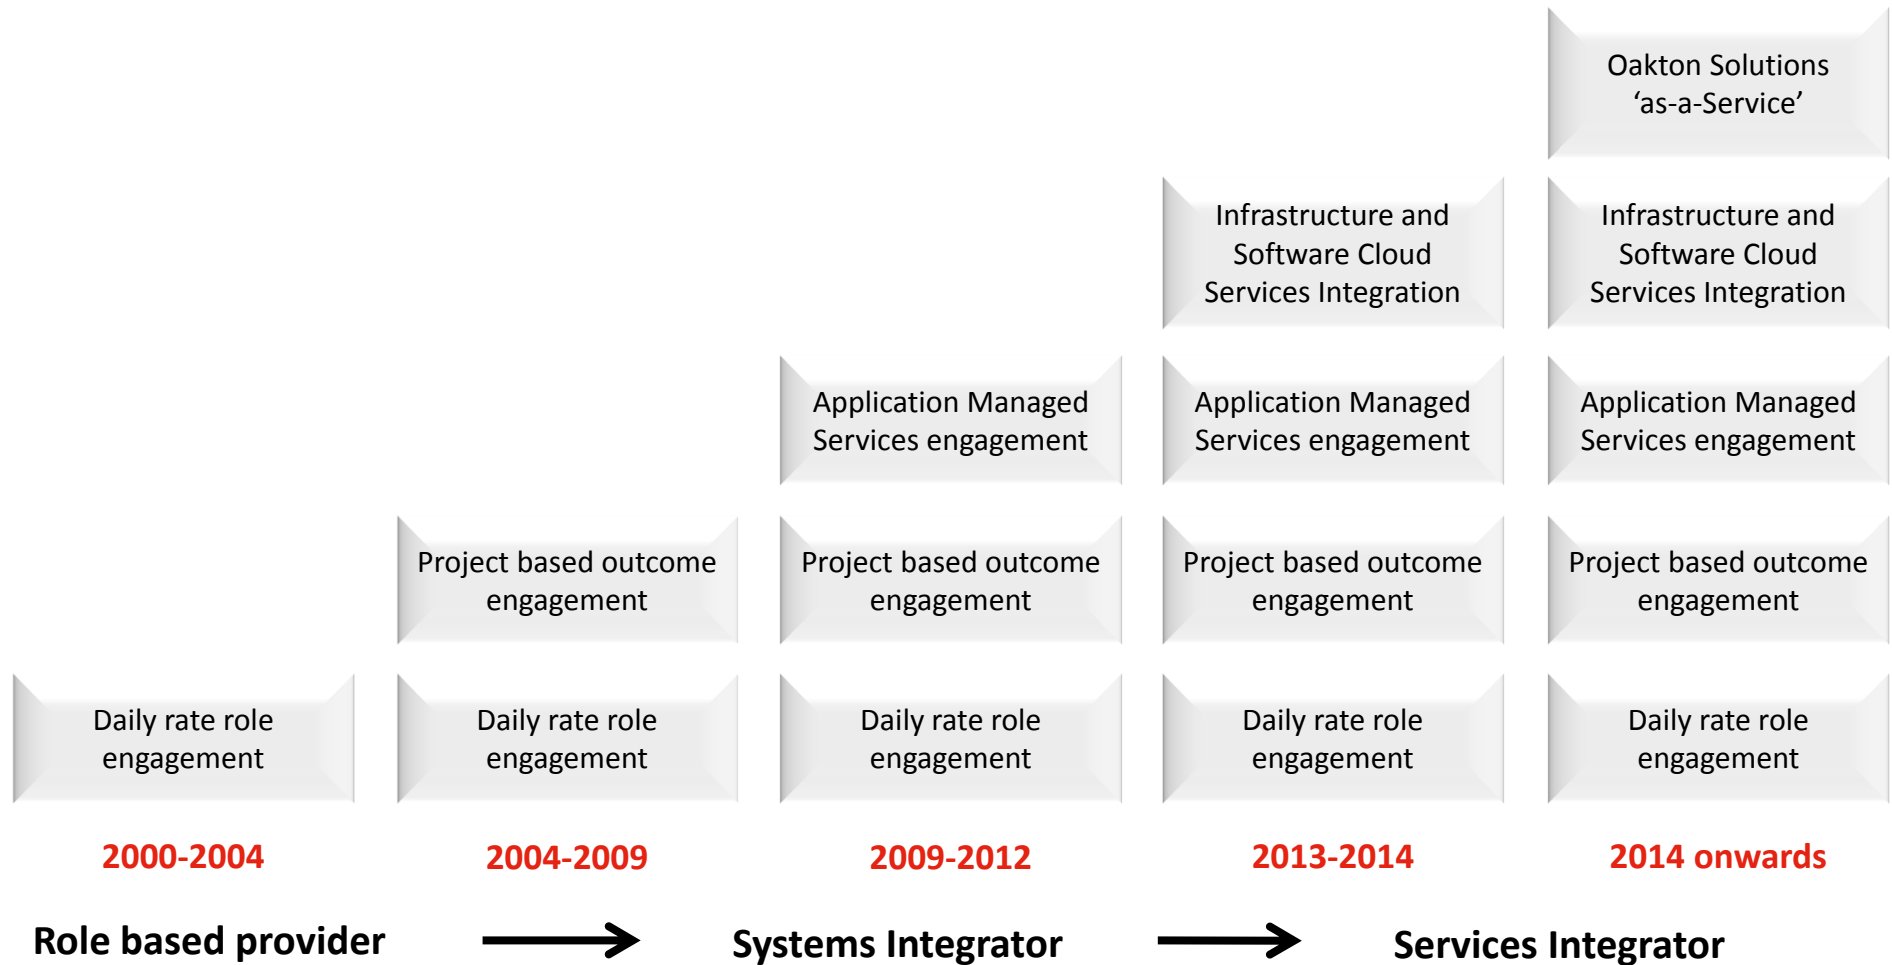 Oakton Solutions
‘as-a-Service’
Infrastructure and
Software Cloud
Services Integration
Infrastructure and
Software Cloud
Services Integration
Application Managed
Services engagement
Application Managed
Services engagement
Application Managed
Services engagement
Project based outcome
engagement
Project based outcome
engagement
Project based outcome
engagement
Project based outcome
engagement
Daily rate role
engagement
Daily rate role
engagement
Daily rate role
engagement
Daily rate role
engagement
Daily rate role
engagement
2000-2004
2004-2009
2009-2012
2013-2014
2014 onwards
Role based provider
Systems Integrator
Services Integrator